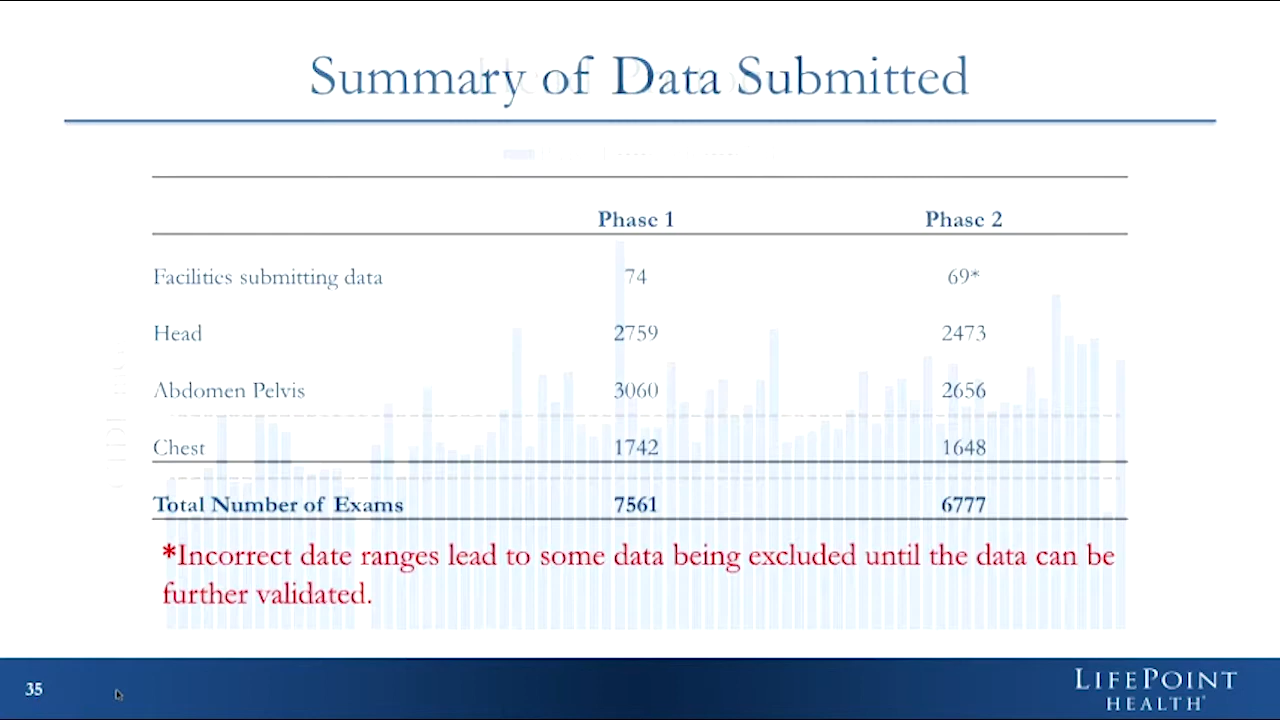 Summary of Data Submitted
Phase 1 Phase 2
Facilities submitting data 74 69*
Head 2759 2473
Abdomen Pelvis 3060 2656
Chest 1742 1648
Total Number of Exams 7561 6777
*Incorrect date ranges lead to some data being excluded until the data can be
further validated.
35
LIFEPOINT
HEALTH®